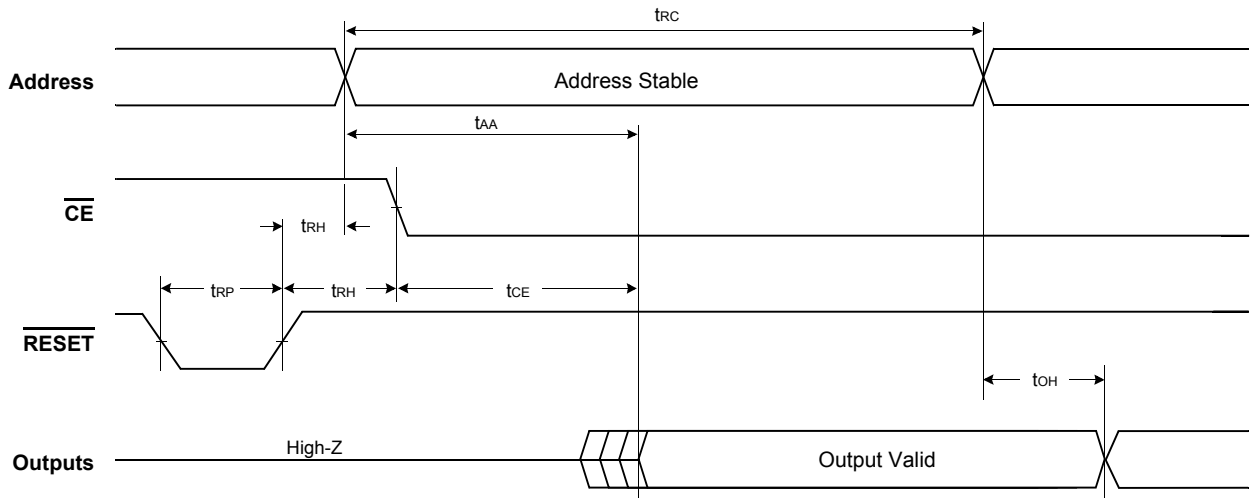 tRC
Address
Address Stable
tAA
CE
tRH
tRP
tRH
tCE
RESET
tOH
High-Z
Outputs
Output Valid